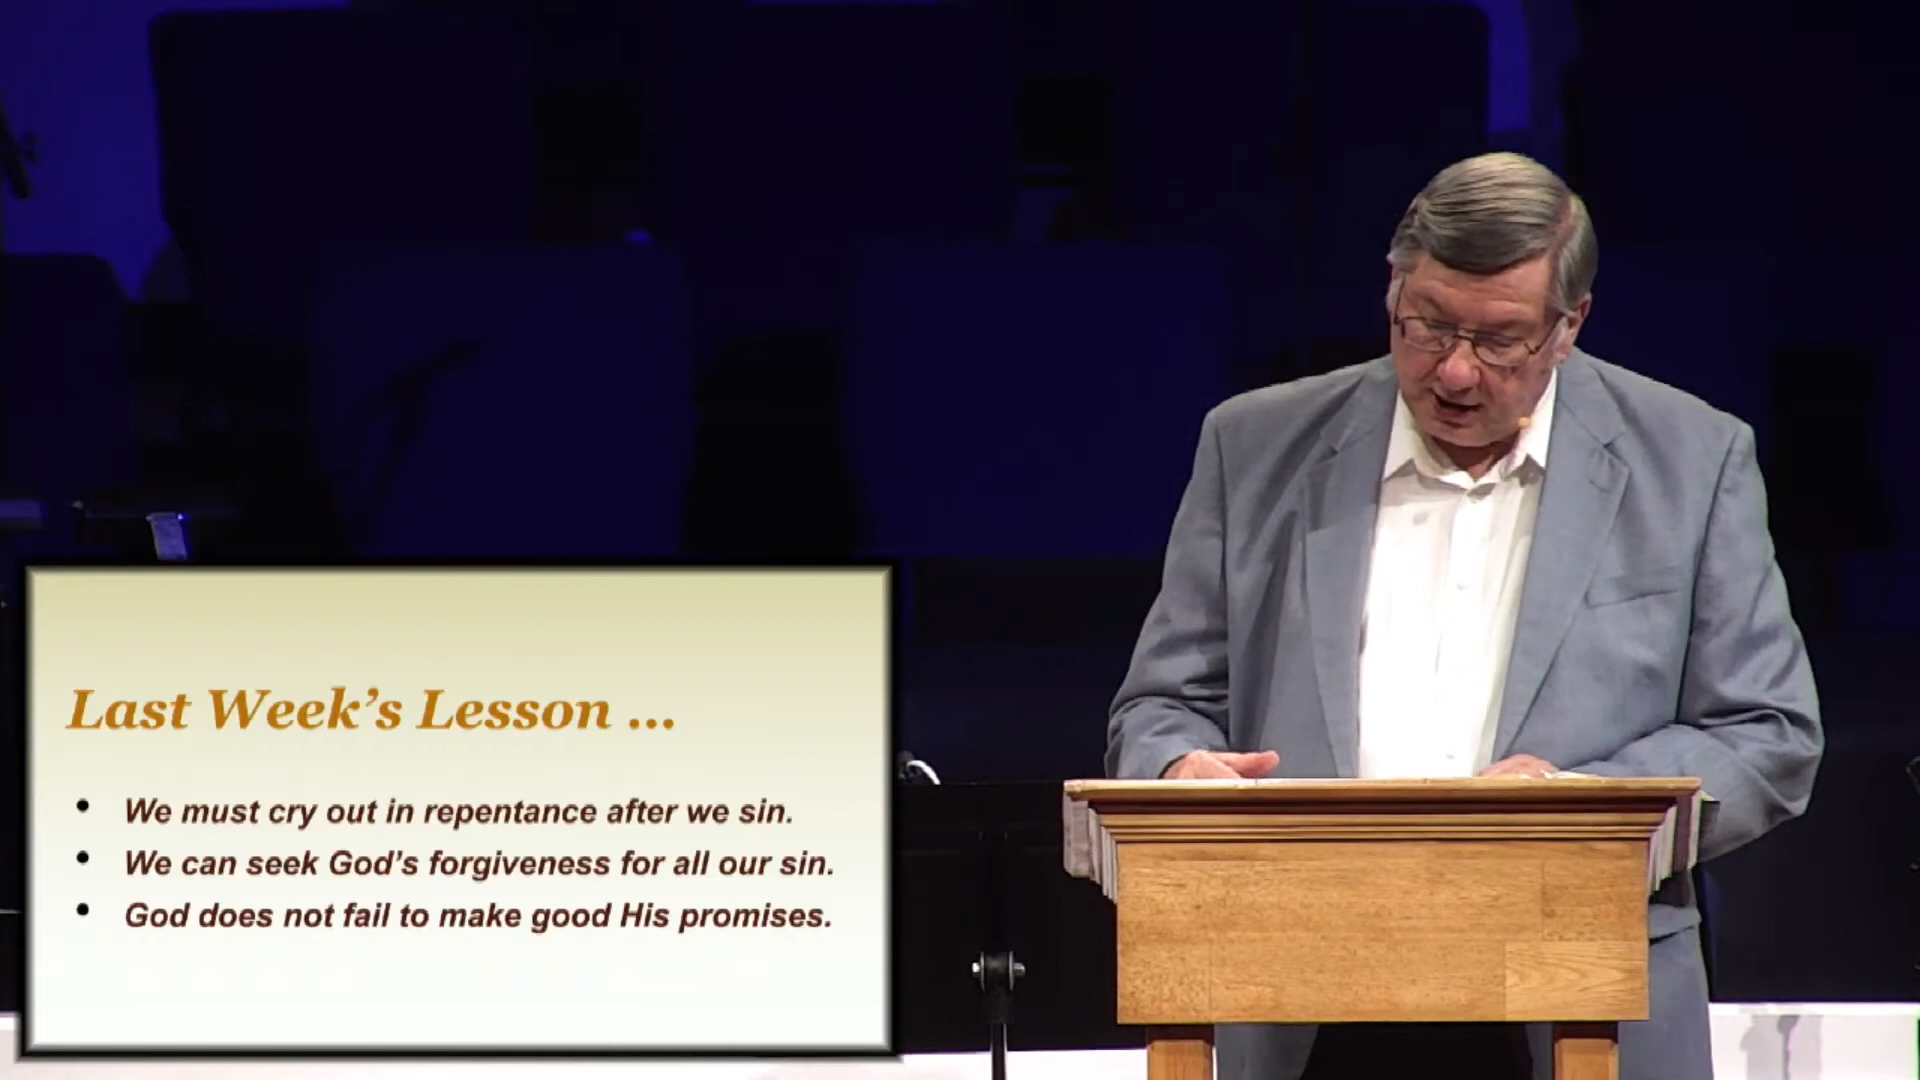 Last Week’s Lesson ...
• We must cry out in repentance after we sin.
• We can seek God’s forgiveness for all our sin.
• God does not fail to make good His promises.